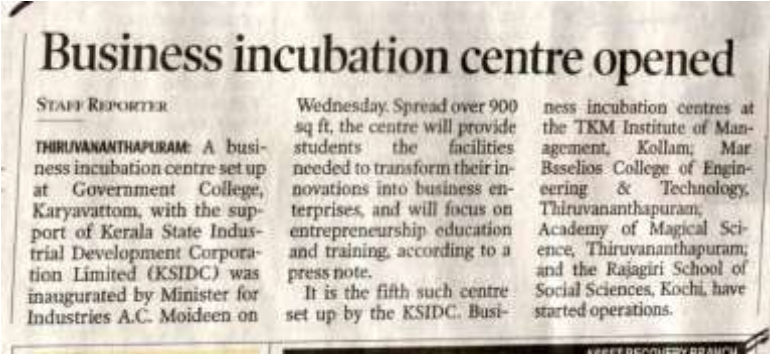 Business incubation centre opened
STAFF REPORTER
THIRUVANANTHAPURAM: A busi-
ness incubation centre set up
at Government College,
Karyavattom, with the sup-
port of Kerala State Indus-
trial Development Corpora-
tion Limited (KSIDC) was
inaugurated by Minister for
Industries A.C. Moideen on
Wednesday. Spread over 900
sq ft, the centre will provide
students the facilities
needed to transform their in-
novations into business en-
terprises, and will focus on
entrepreneurship education
and training, according to a
press note.
It is the fifth such centre
set up by the KSIDC. Busi-
ness incubation centres at
the TKM Institute of Man-
agement, Kollam; Mar
Bselios College of Engin-
eering & Technology,
Thiruvananthapuram;
Academy of Magical Sci-
ence, Thiruvananthapuram;
and the Rajagiri School of
Social Sciences, Kochi, have
started operations.
ASSET RECOVERY BRANCH